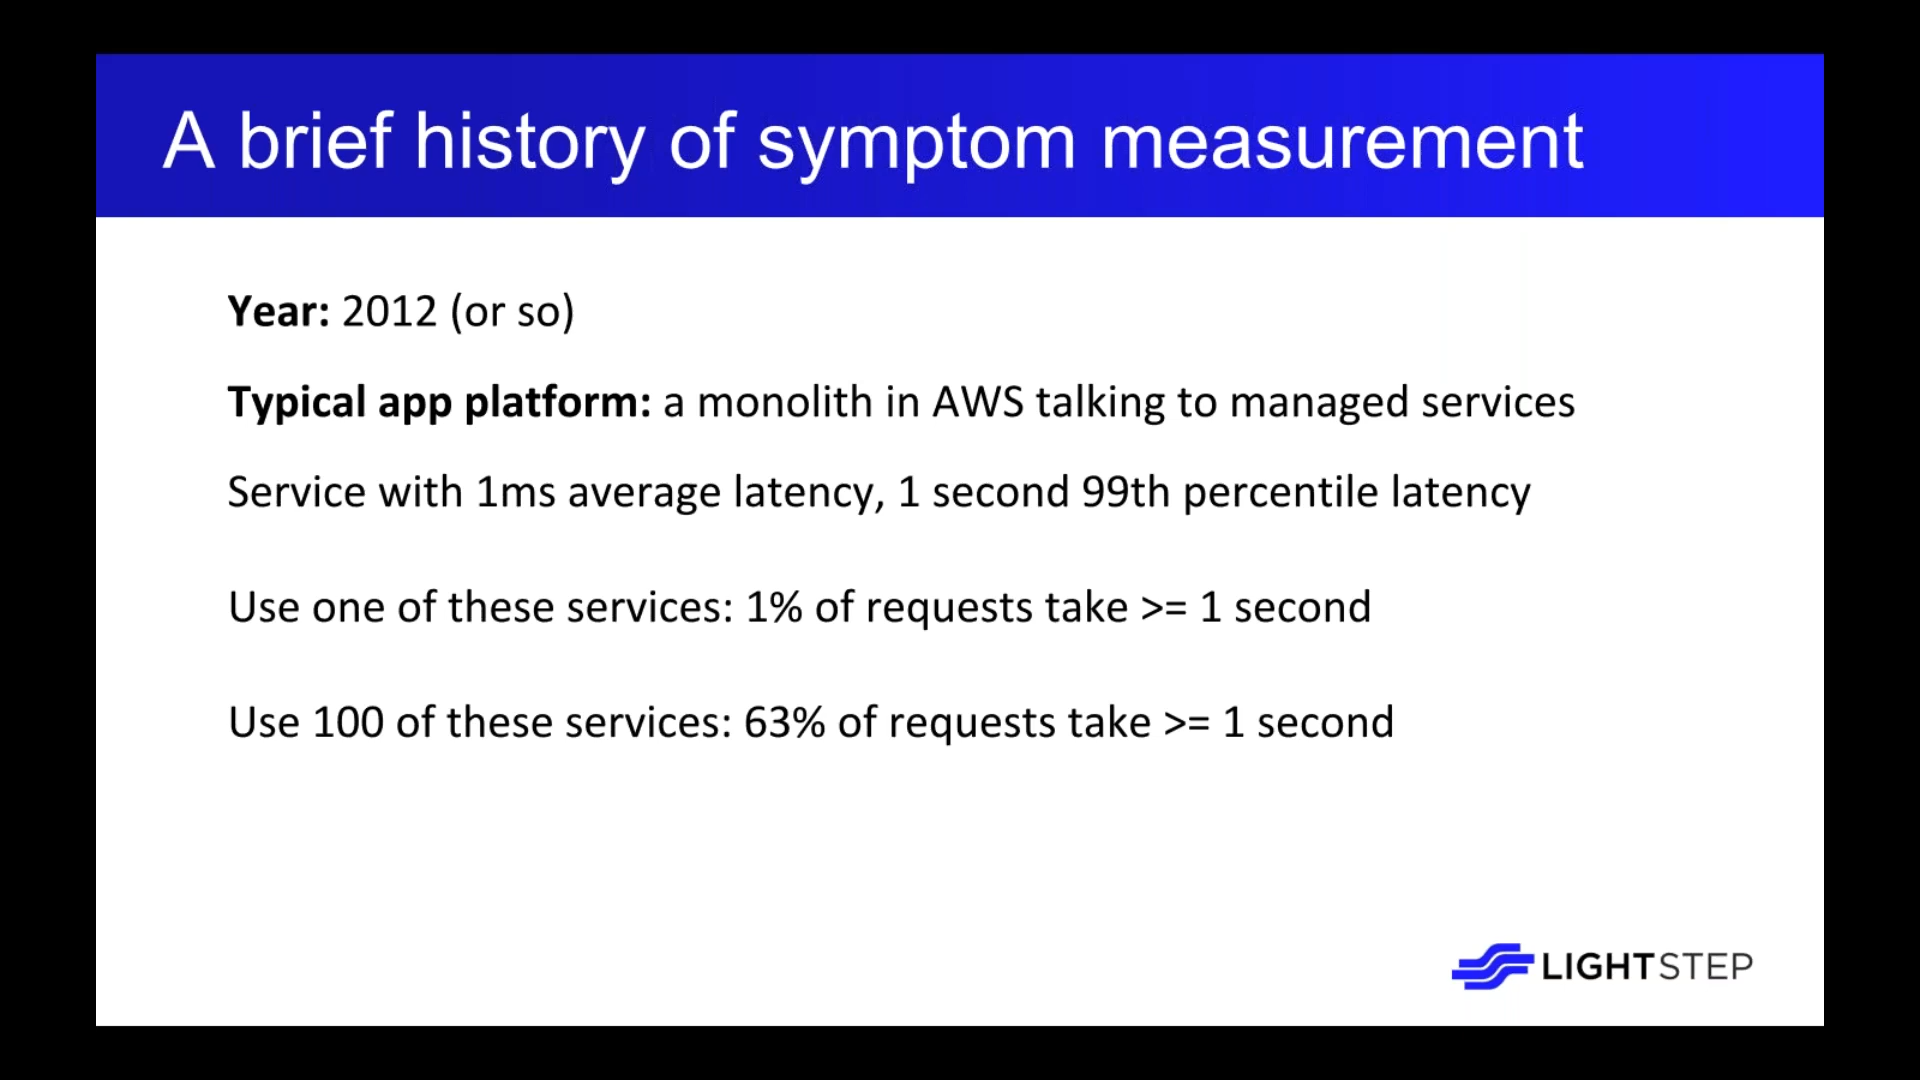 A brief history of symptom measurement
Year: 2012 (or so)
Typical app platform: a monolith in AWS talking to managed services
Service with 1ms average latency, 1 second 99th percentile latency
Use one of these services: 1% of requests take >= 1 second
Use 100 of these services: 63% of requests take >= 1 second
LIGHTSTEP